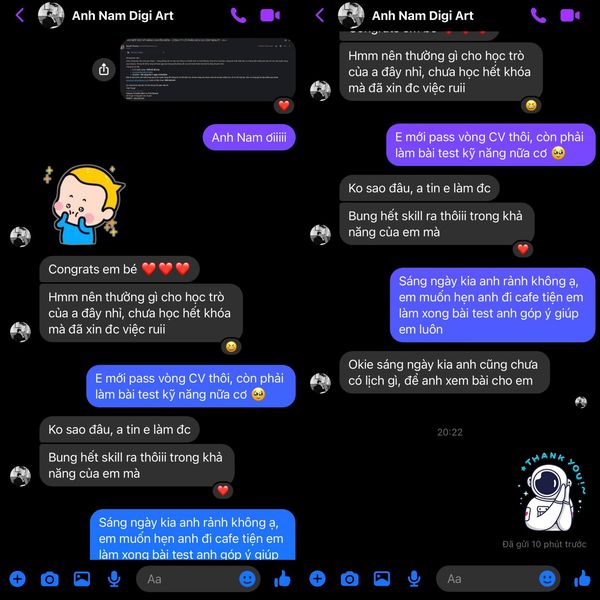 Anh Nam Digi Art
Anh Nam ơiiiii
Congrats em bé ❤️ ❤️ ❤️
Hmm nên thưởng gì cho học trò
của a đây nhỉ, chưa học hết khóa
mà đã xin đc việc ruii
E mới pass vòng CV thôi, còn phải
làm bài test kỹ năng nữa cơ 🥹
Ko sao đâu, a tin e làm đc
Bung hết skill ra thôiii trong khả
năng của em mà
Sáng ngày kia anh rảnh không ạ,
em muốn hẹn anh đi cafe tiện em
làm xong bài test anh góp ý giúp
Aa
Anh Nam Digi Art
Congrats em bé
Hmm nên thưởng gì cho học trò
của a đây nhỉ, chưa học hết khóa
mà đã xin đc việc ruii
E mới pass vòng CV thôi, còn phải
làm bài test kỹ năng nữa cơ 🥹
Ko sao đâu, a tin e làm đc
Bung hết skill ra thôiii trong khả
năng của em mà
Sáng ngày kia anh rảnh không ạ,
em muốn hẹn anh đi cafe tiện em
làm xong bài test anh góp ý giúp
em luôn
Okie sáng ngày kia anh cũng chưa
có lịch gì, để anh xem bài cho em
20:22
THANK YOU!~
Đã gửi 10 phút trước
Aa